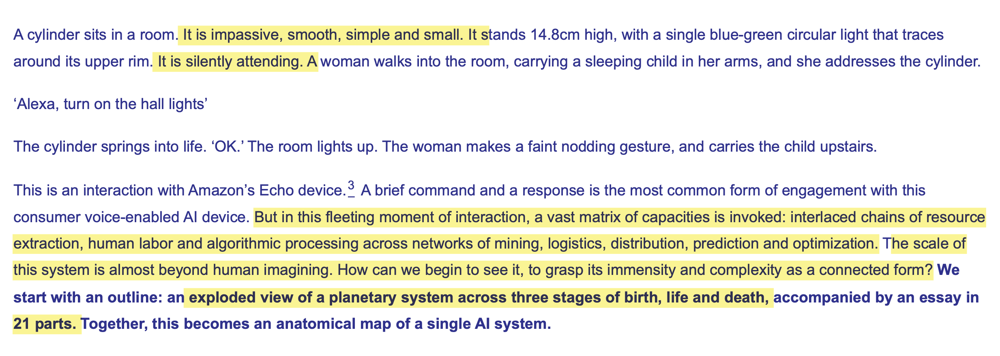 A cylinder sits in a room. It is impassive, smooth, simple and small. It stands 14.8cm high, with a single blue-green circular light that traces
around its upper rim. It is silently attending. A woman walks into the room, carrying a sleeping child in her arms, and she addresses the cylinder.
‘Alexa, turn on the hall lights’
The cylinder springs into life. ‘OK.’ The room lights up. The woman makes a faint nodding gesture, and carries the child upstairs.
This is an interaction with Amazon’s Echo device.3 A brief command and a response is the most common form of engagement with this
consumer voice-enabled AI device. But in this fleeting moment of interaction, a vast matrix of capacities is invoked: interlaced chains of resource
extraction, human labor and algorithmic processing across networks of mining, logistics, distribution, prediction and optimization. The scale of
this system is almost beyond human imagining. How can we begin to see it, to grasp its immensity and complexity as a connected form? We
start with an outline: an exploded view of a planetary system across three stages of birth, life and death, accompanied by an essay in
21 parts. Together, this becomes an anatomical map of a single AI system.